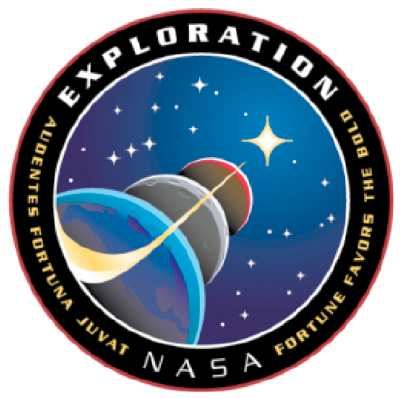 EXPLORATION
AUDENTES FORTUNA JUVAT
NASA
FORTUNE FAVORS THE BOLD